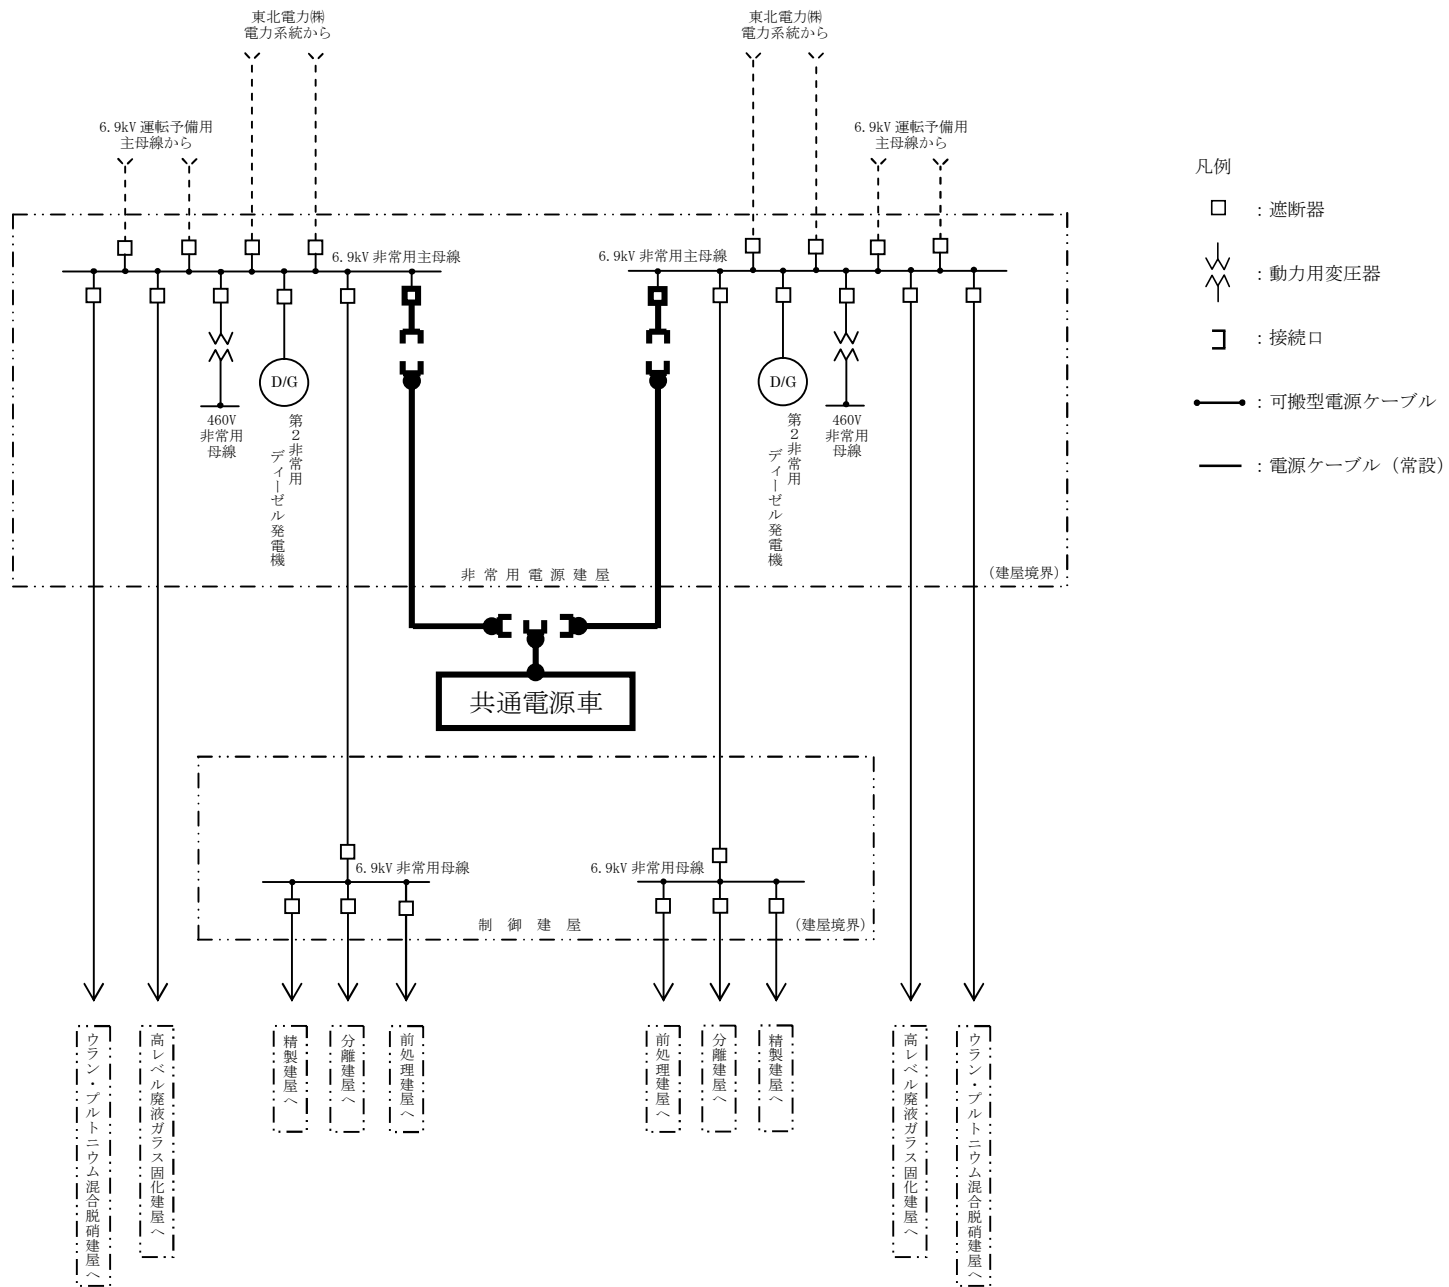 東北電力㈱
電力系統から
東北電力㈱
電力系統から
6.9kV 運転予備用
主母線から
6.9kV 運転予備用
主母線から
凡例
：遮断器
：動力用変圧器
：接続口
：可搬型電源ケーブル
：電源ケーブル（常設）
6.9kV 非常用主母線
6.9kV 非常用主母線
D/G
D/G
460V
非常用
母線
第2非常用
ディーゼル発電機
第2非常用
ディーゼル発電機
460V
非常用
母線
非常用電源建屋
（建屋境界）
共通電源車
6.9kV 非常用母線
6.9kV 非常用母線
制御建屋
（建屋境界）
ウラン・プルトニウム混合脱硝建屋へ
高レベル廃液ガラス固化建屋へ
精製建屋へ
分離建屋へ
前処理建屋へ
前処理建屋へ
分離建屋へ
精製建屋へ
高レベル廃液ガラス固化建屋へ
ウラン・プルトニウム混合脱硝建屋へ